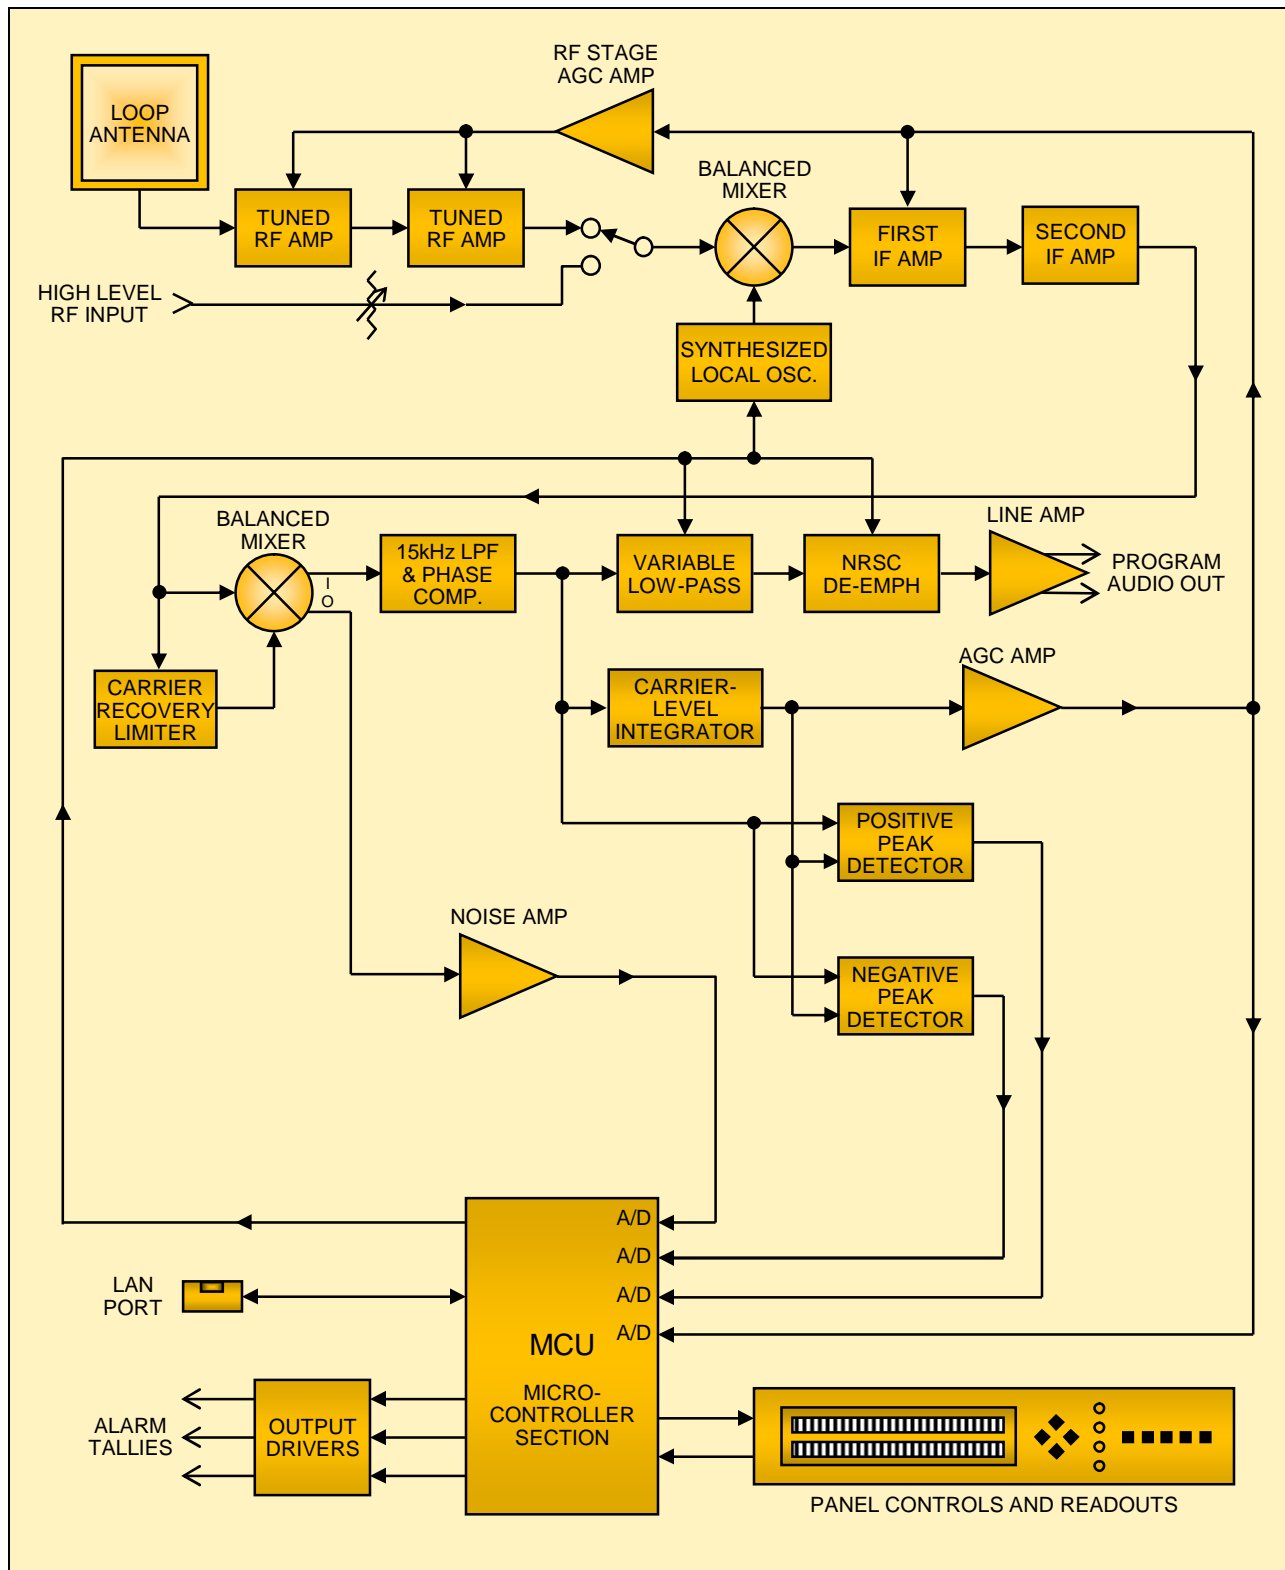 RF STAGE
AGC AMP
LOOP
ANTENNA
BALANCED
MIXER
TUNED
RF AMP
TUNED
RF AMP
FIRST
IF AMP
SECOND
IF AMP
HIGH LEVEL
RF INPUT
SYNTHESIZED
LOCAL OSC.
BALANCED
MIXER
I
O
15kHz LPF
& PHASE
COMP.
VARIABLE
LOW-PASS
NRSC
DE-EMPH
LINE AMP
PROGRAM
AUDIO OUT
CARRIER
RECOVERY
LIMITER
CARRIER-
LEVEL
INTEGRATOR
AGC AMP
POSITIVE
PEAK
DETECTOR
NOISE AMP
NEGATIVE
PEAK
DETECTOR
A/D
A/D
A/D
A/D
LAN
PORT
MCU
MICRO-
CONTROLLER
SECTION
ALARM
TALLIES
OUTPUT
DRIVERS
PANEL CONTROLS AND READOUTS